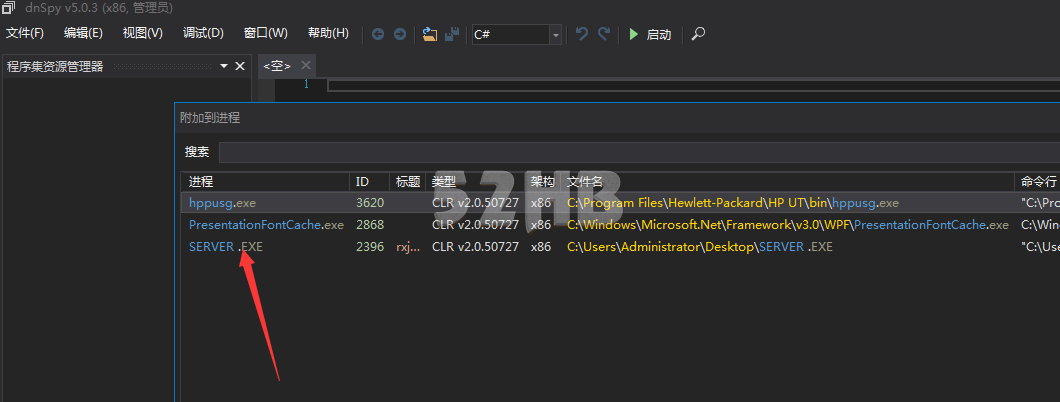 dnSpy v5.0.3 (x86, 管理员)
文件(F) 编辑(E) 视图(V) 调试(D) 窗口(W) 帮助(H) C# 启动
程序集资源管理器 <空>
1
附加到进程
搜索
52HB
进程 ID 标题 类型 架构 文件名 命令行
hppusg.exe 3620 CLR v2.0.50727 x86 C:\Program Files\Hewlett-Packard\HP UT\bin\hppusg.exe "C:\Pro
PresentationFontCache.exe 2868 CLR v2.0.50727 x86 C:\Windows\Microsoft.Net\Framework\v3.0\WPF\PresentationFontCache.exe C:\Win
SERVER .EXE 2396 rxj... CLR v2.0.50727 x86 C:\Users\Administrator\Desktop\SERVER .EXE "C:\Use